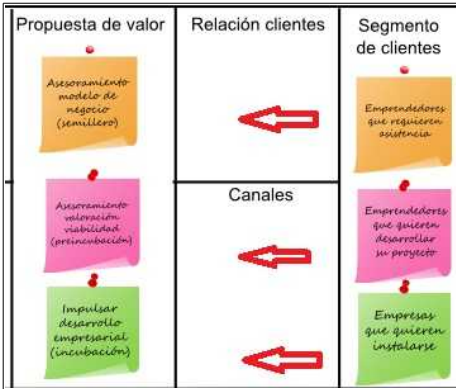 Propuesta de valor
Asesoramiento
modelo de
negocio
(semillero)
Asesoramiento
valoración
viabilidad
(preincubación)
Impulsar
desarrollo
empresarial
(incubación)
Relación clientes
Canales
Segmento
de clientes
Emprendedores
que requieren
asistencia
Emprendedores
que quieren
desarrollar
su proyecto
Empresas
que quieren
instalarse